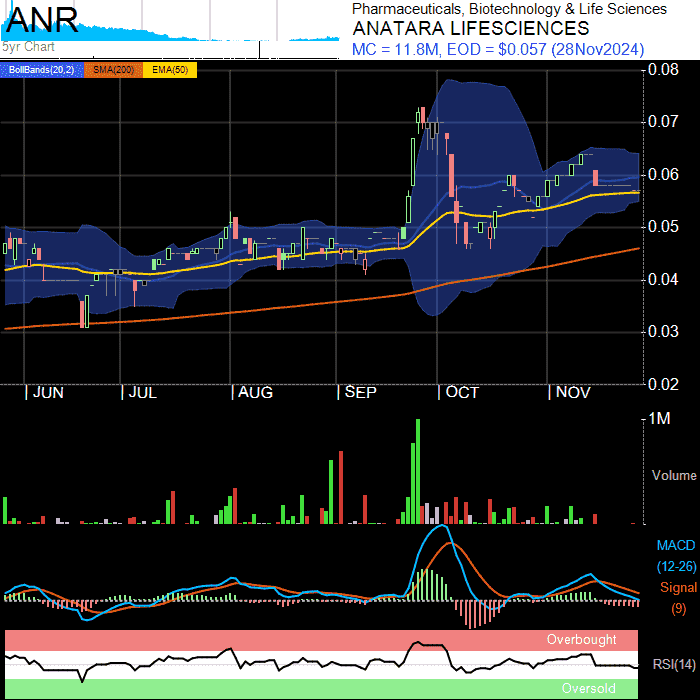 ANR
5yr Chart
Pharmaceuticals, Biotechnology & Life Sciences
ANATARA LIFESCIENCES
MC = 11.8M, EOD = $0.057 (28Nov2024)
BollBands(20,2) SMA(200) EMA(50)
0.08
0.07
0.06
0.05
0.04
0.03
0.02
JUN JUL AUG SEP OCT NOV
1M
Volume
MACD
(12-26)
Signal
(9)
Overbought
RSI(14)
Oversold